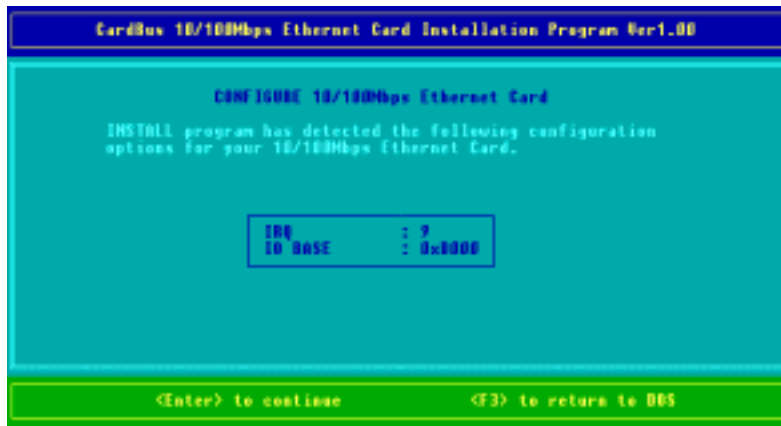 CardBus 10/100Mbps Ethernet Card Installation Program Ver1.00
CONFIGURE 10/100Mbps Ethernet Card
INSTALL program has detected the following configuration
options for your 10/100Mbps Ethernet Card.
IRQ : 9
IO BASE :
<Enter> to continue <F3> to return to DOS